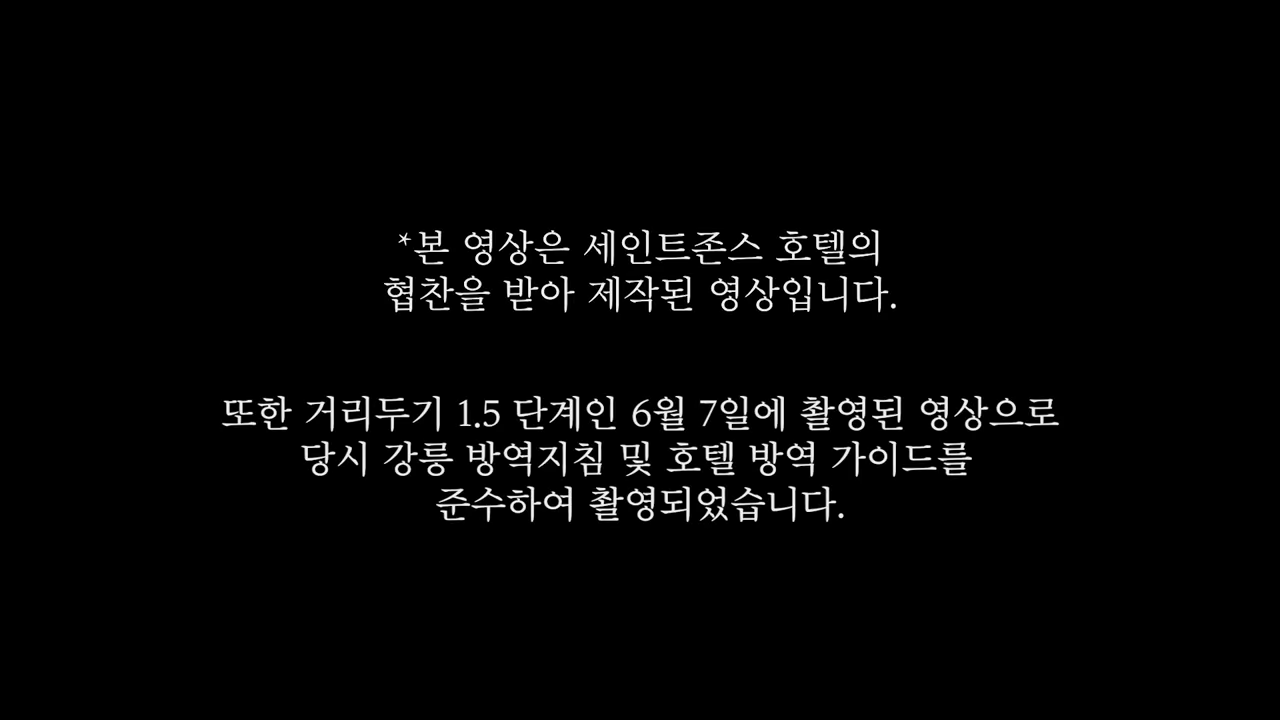 *본 영상은 세인트존스 호텔의
협찬을 받아 제작된 영상입니다.
또한 거리두기 1.5 단계인 6월 7일에 촬영된 영상으로
당시 강릉 방역지침 및 호텔 방역 가이드를
준수하여 촬영되었습니다.